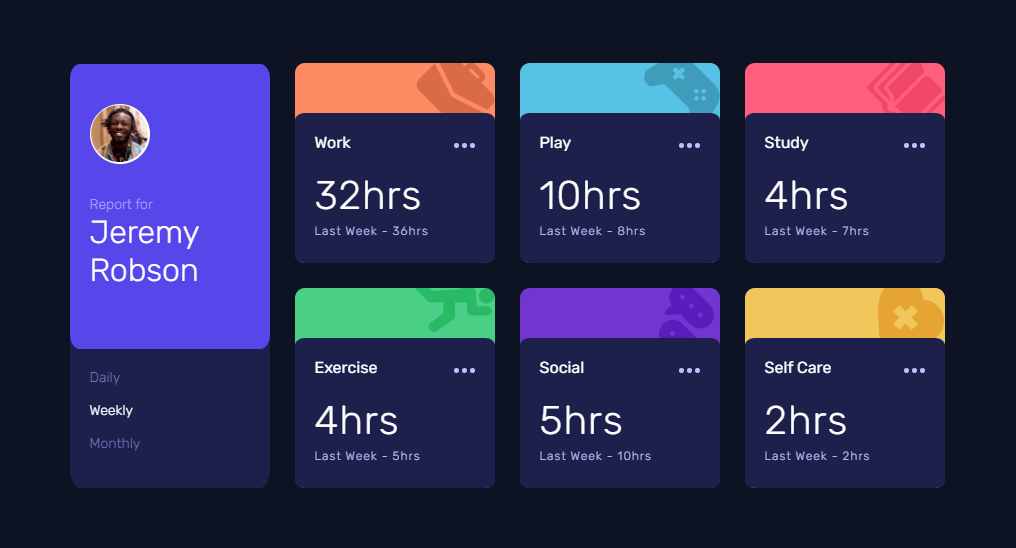 Report for
Jeremy
Robson
Daily
Weekly
Monthly
Work
32hrs
Last Week - 36hrs
Play
10hrs
Last Week - 8hrs
Study
4hrs
Last Week - 7hrs
Exercise
4hrs
Last Week - 5hrs
Social
5hrs
Last Week - 10hrs
Self Care
2hrs
Last Week - 2hrs